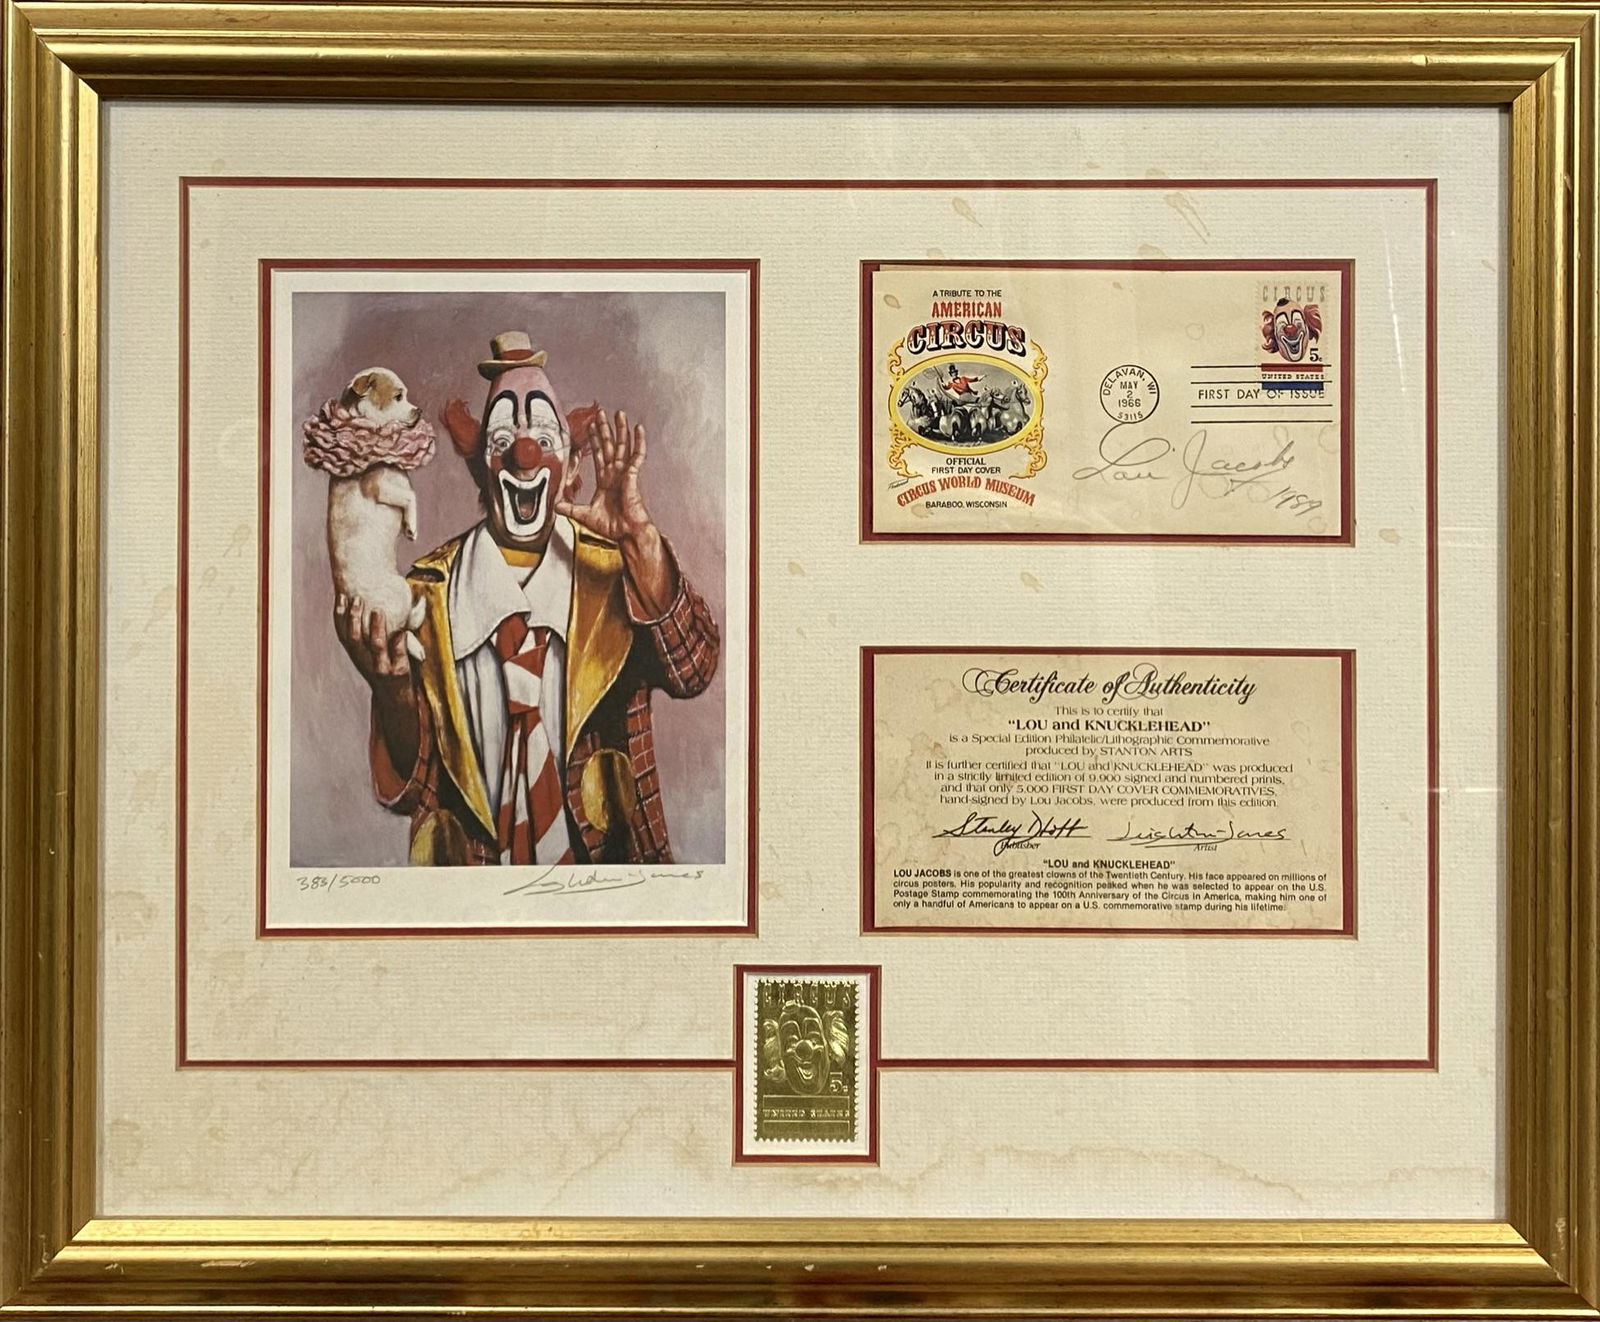 383/5000
A TRIBUTE TO THE
AMERICAN
CIRCUS
OFFICIAL
FIRST DAY COVER
CIRCUS WORLD MUSEUM
BARABOO, WISCONSIN
DELAVAN, WI
MAY
2
1966
53115
CIRCUS
5c
UNITED STATES
FIRST DAY OF ISSUE
Lou Jacobs
1989
Certificate of Authenticity
This is to certify that
"LOU and KNUCKLEHEAD"
is a Special Edition Philatelic/Lithographic Commemorative
produced by STANTON ARTS
It is further certified that "LOU and KNUCKLEHEAD" was produced
in a strictly limited edition of 9,900 signed and numbered prints,
and that only 5,000 FIRST DAY COVER COMMEMORATIVES,
hand-signed by Lou Jacobs, were produced from this edition.
Publisher
Leighton-Jones
Artist
"LOU and KNUCKLEHEAD"
LOU JACOBS is one of the greatest clowns of the Twentieth Century. His face appeared on millions of
circus posters. His popularity and recognition peaked when he was selected to appear on the U.S.
Postage Stamp commemorating the 100th Anniversary of the Circus in America, making him one of
only a handful of Americans to appear on a U.S. commemorative stamp during his lifetime.
CIRCUS
5c
UNITED STATES